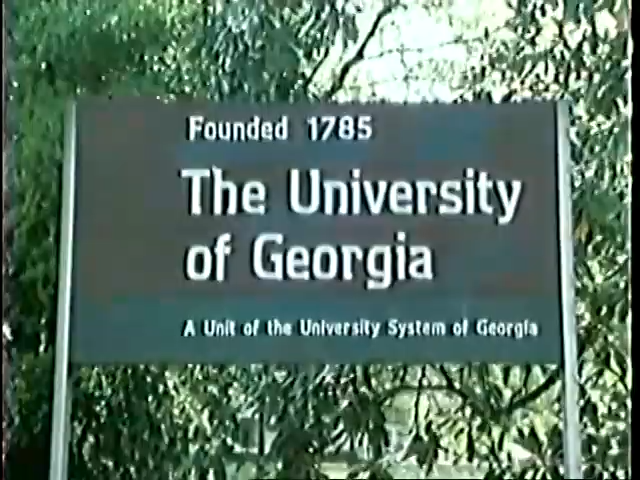 Founded 1785
The University
of Georgia
A Unit of the University System of Georgia